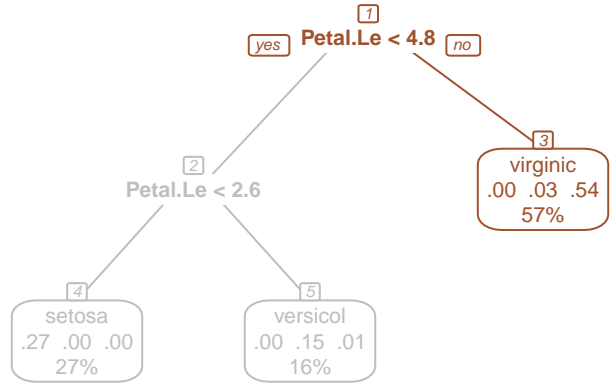 1
yes Petal.Le < 4.8 no
3
virginic
.00 .03 .54
57%
2
Petal.Le < 2.6
4
setosa
.27 .00 .00
27%
5
versicol
.00 .15 .01
16%